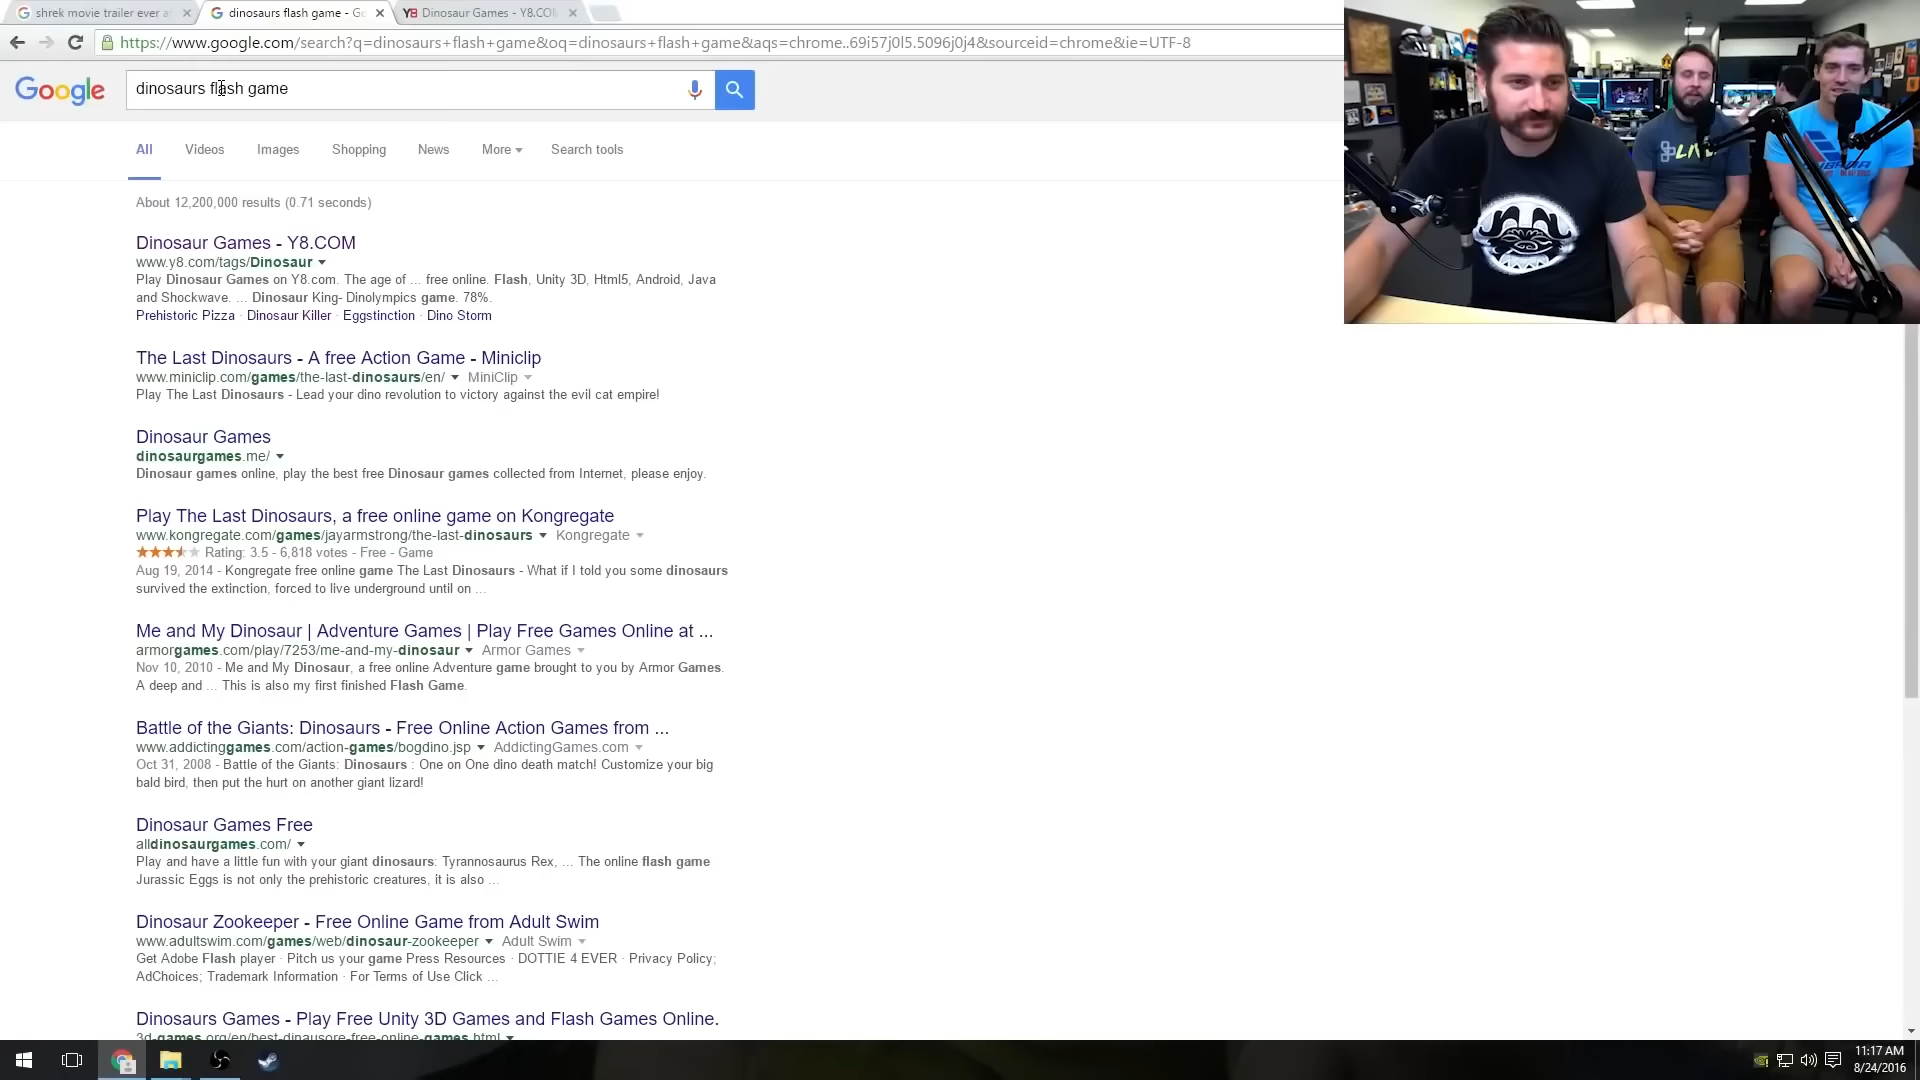 shrek movie trailer ever a
dinosaurs flash game - Go
Y8 Dinosaur Games - Y8.COM
https://www.google.com/search?q=dinosaurs+flash+game&oq=dinosaurs+flash+game&aqs=chrome..69i57j0l5.5096j0j4&sourceid=chrome&ie=UTF-8
Google
dinosaurs flash game
All Videos Images Shopping News More Search tools
About 12,200,000 results (0.71 seconds)
Dinosaur Games - Y8.COM
www.y8.com/tags/Dinosaur
Play Dinosaur Games on Y8.com. The age of ... free online. Flash, Unity 3D, Html5, Android, Java
and Shockwave. ... Dinosaur King- Dinolympics game. 78%.
Prehistoric Pizza · Dinosaur Killer · Eggstinction · Dino Storm
The Last Dinosaurs - A free Action Game - Miniclip
www.miniclip.com/games/the-last-dinosaurs/en/ MiniClip
Play The Last Dinosaurs - Lead your dino revolution to victory against the evil cat empire!
Dinosaur Games
dinosaurgames.me/
Dinosaur games online, play the best free Dinosaur games collected from Internet, please enjoy.
Play The Last Dinosaurs, a free online game on Kongregate
www.kongregate.com/games/jayarmstrong/the-last-dinosaurs Kongregate
Rating: 3.5 - 6,818 votes - Free - Game
Aug 19, 2014 - Kongregate free online game The Last Dinosaurs - What if I told you some dinosaurs
survived the extinction, forced to live underground until on ...
Me and My Dinosaur | Adventure Games | Play Free Games Online at ...
armorgames.com/play/7253/me-and-my-dinosaur Armor Games
Nov 10, 2010 - Me and My Dinosaur, a free online Adventure game brought to you by Armor Games.
A deep and ... This is also my first finished Flash Game.
Battle of the Giants: Dinosaurs - Free Online Action Games from ...
www.addictinggames.com/action-games/bogdino.jsp AddictingGames.com
Oct 31, 2008 - Battle of the Giants: Dinosaurs : One on One dino death match! Customize your big
bald bird, then put the hurt on another giant lizard!
Dinosaur Games Free
alldinosaurgames.com/
Play and have a little fun with your giant dinosaurs: Tyrannosaurus Rex, ... The online flash game
Jurassic Eggs is not only the prehistoric creatures, it is also ...
Dinosaur Zookeeper - Free Online Game from Adult Swim
www.adultswim.com/games/web/dinosaur-zookeeper Adult Swim
Get Adobe Flash player · Pitch us your game Press Resources · DOTTIE 4 EVER · Privacy Policy;
AdChoices; Trademark Information · For Terms of Use Click ...
Dinosaurs Games - Play Free Unity 3D Games and Flash Games Online.
3d-games.org/en/best-dinausore-free-online-games.html
11:17 AM
8/24/2016